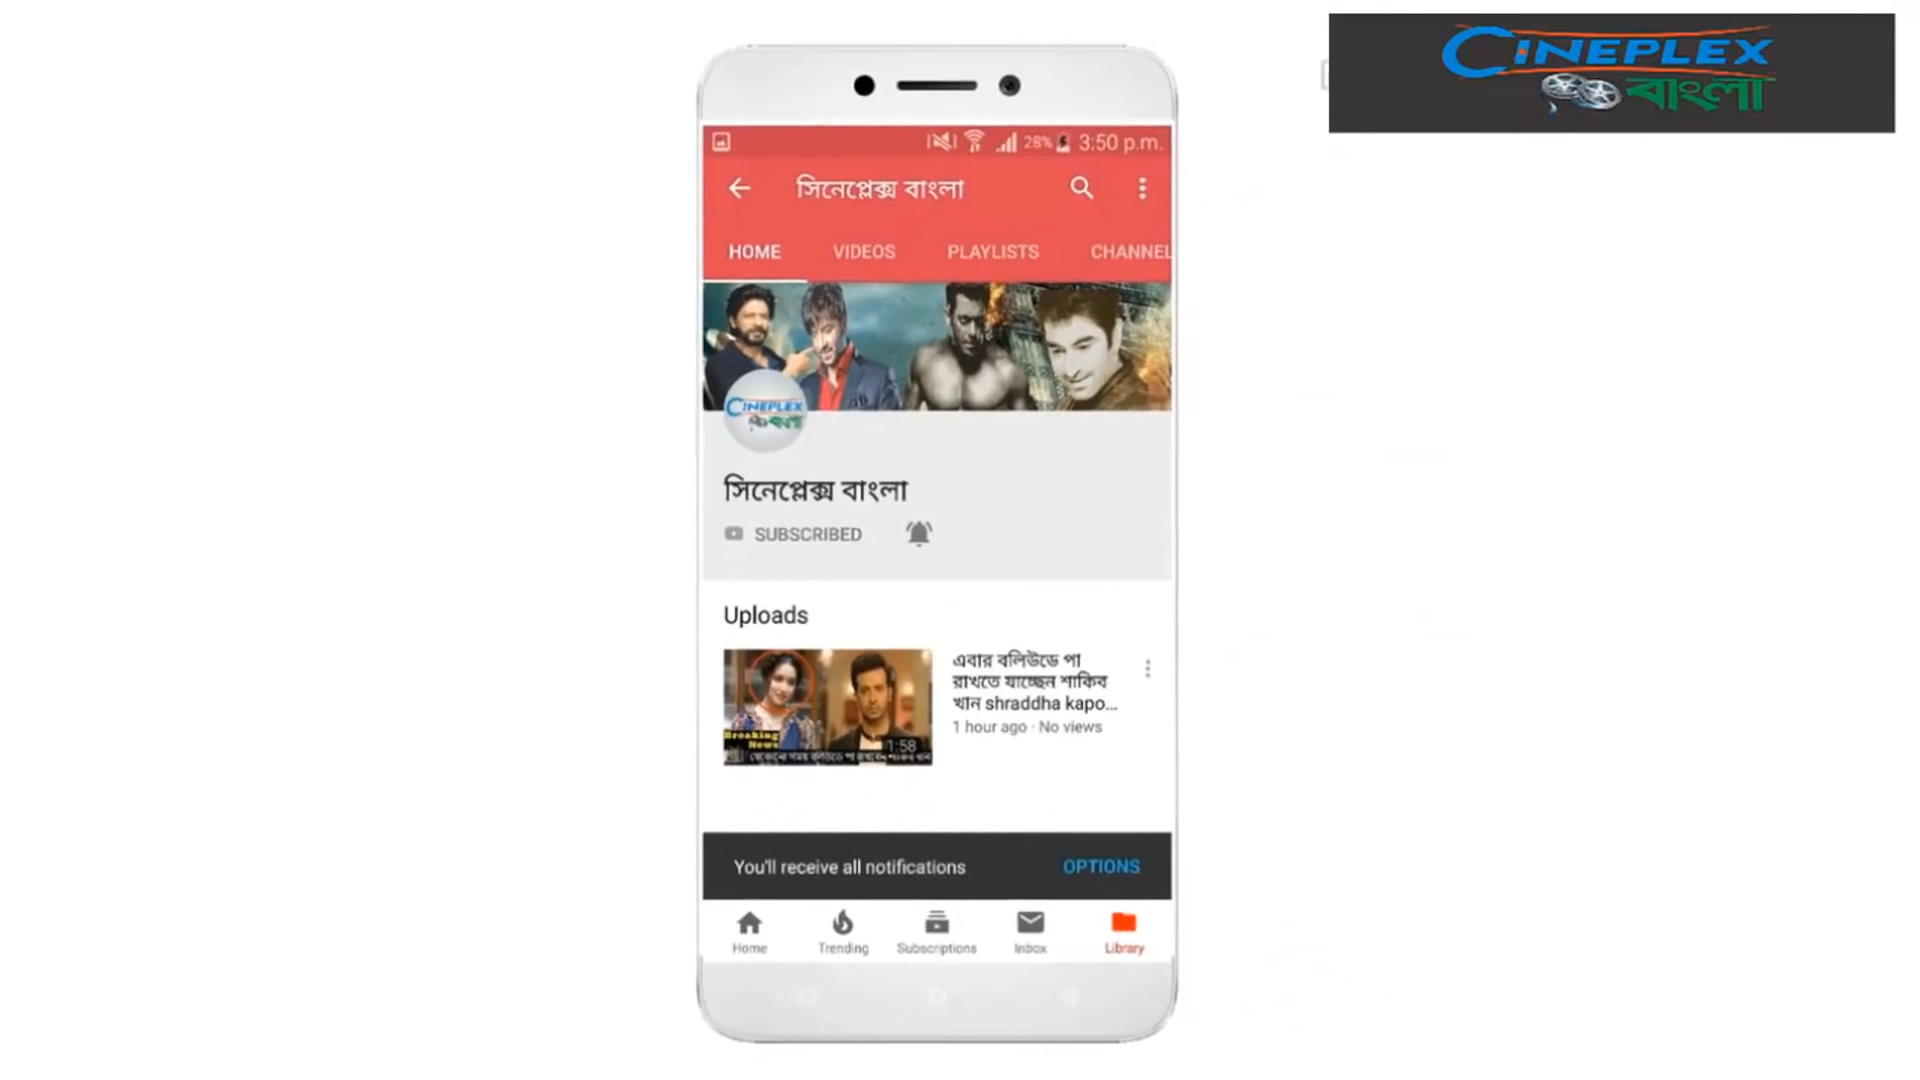 CINEPLEX
বাংলা
28% 3:50 p.m.
সিনেপ্লেক্স বাংলা
HOME VIDEOS PLAYLISTS CHANNEL
CINEPLEX
বাংলা
সিনেপ্লেক্স বাংলা
SUBSCRIBED
Uploads
এবার বলিউডে পা
রাখতে যাচ্ছেন শাকিব
খান shraddha kapo...
1 hour ago · No views
Breaking
News
1:58
You'll receive all notifications OPTIONS
Home Trending Subscriptions Inbox Library